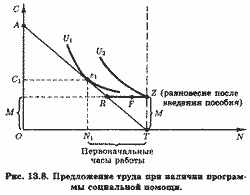 C
A
U₁
U₂
C₁
e₁
Z (равновесие после
введения пособия)
R
F
M
M
O
N₁
T
N
Первоначальные
часы работы
Рис. 13.8. Предложение труда при наличии програм-
мы социальной помощи.